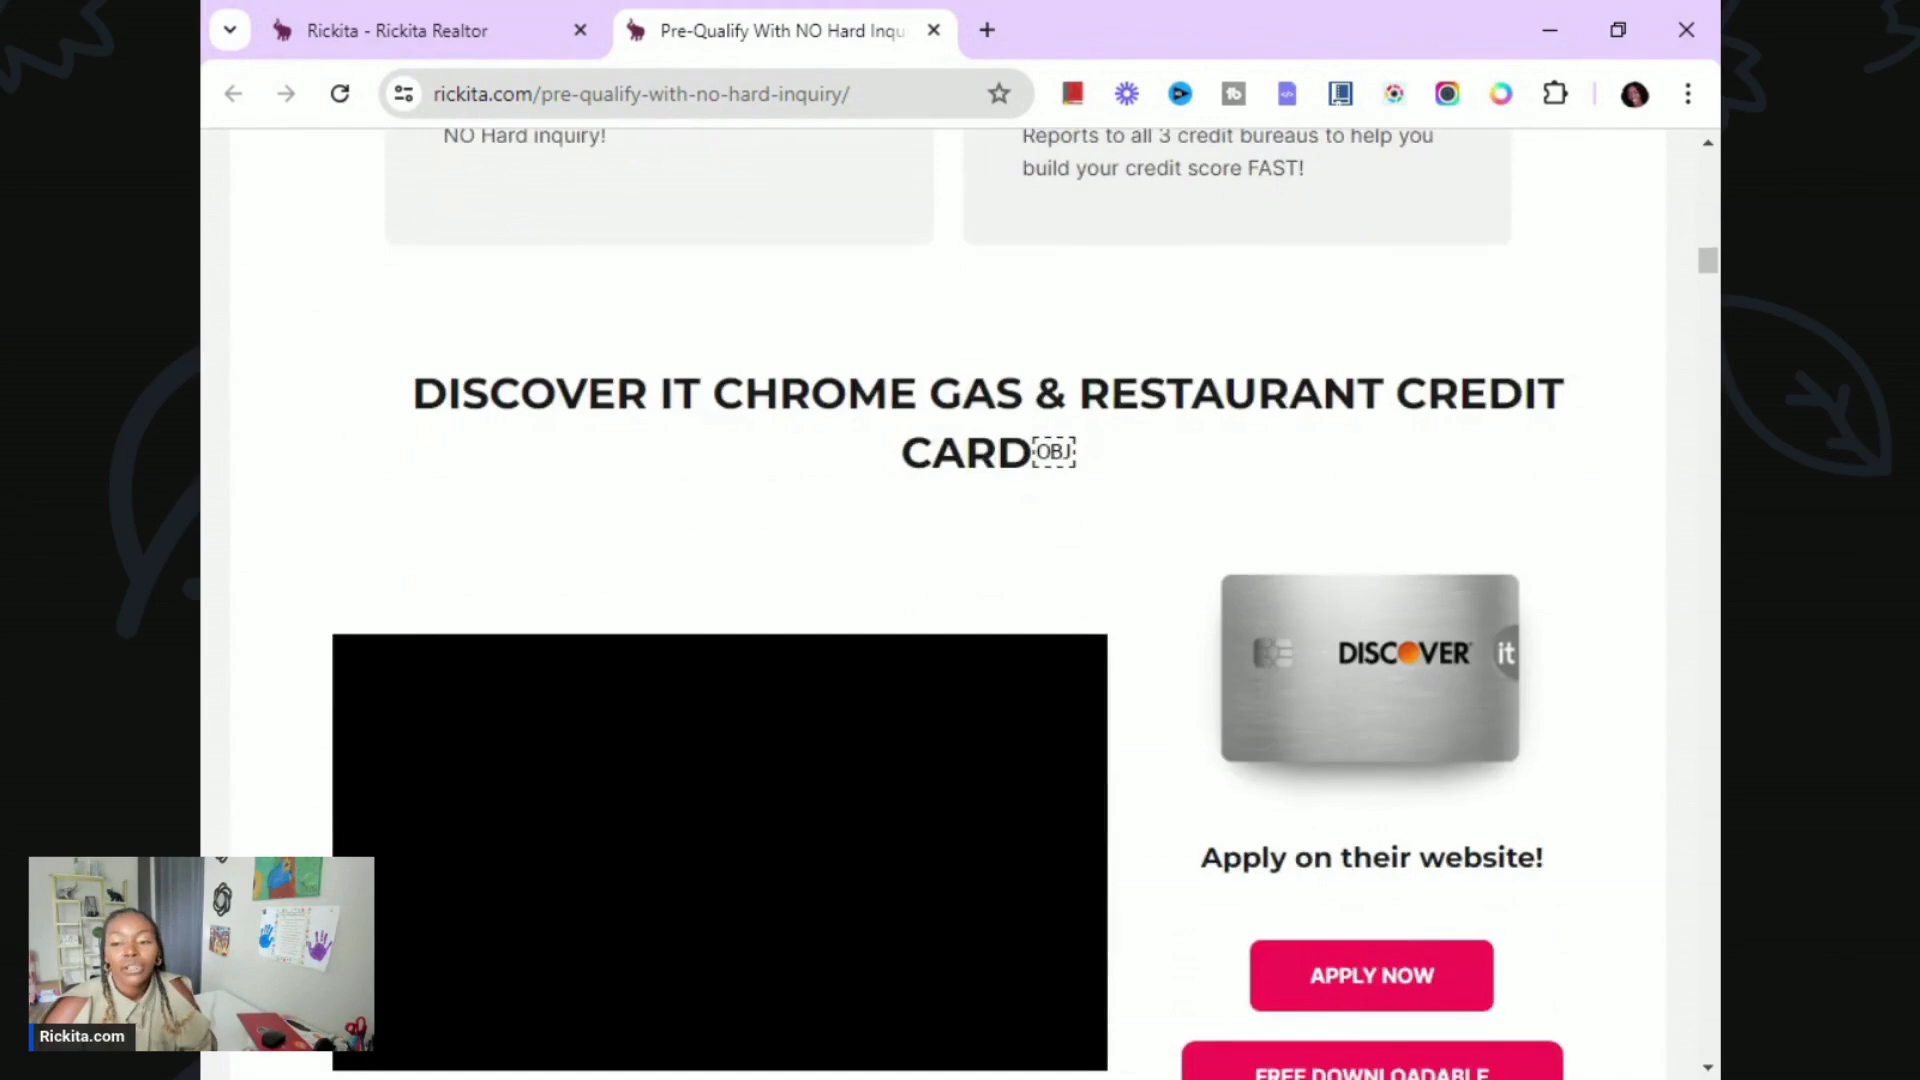 Rickita - Rickita Realtor
Pre-Qualify With NO Hard Inqu
rickita.com/pre-qualify-with-no-hard-inquiry/
NO Hard inquiry!
Reports to all 3 credit bureaus to help you
build your credit score FAST!
DISCOVER IT CHROME GAS & RESTAURANT CREDIT
CARD￼
DISCOVER it
Apply on their website!
APPLY NOW
FREE DOWNLOADABLE
Rickita.com